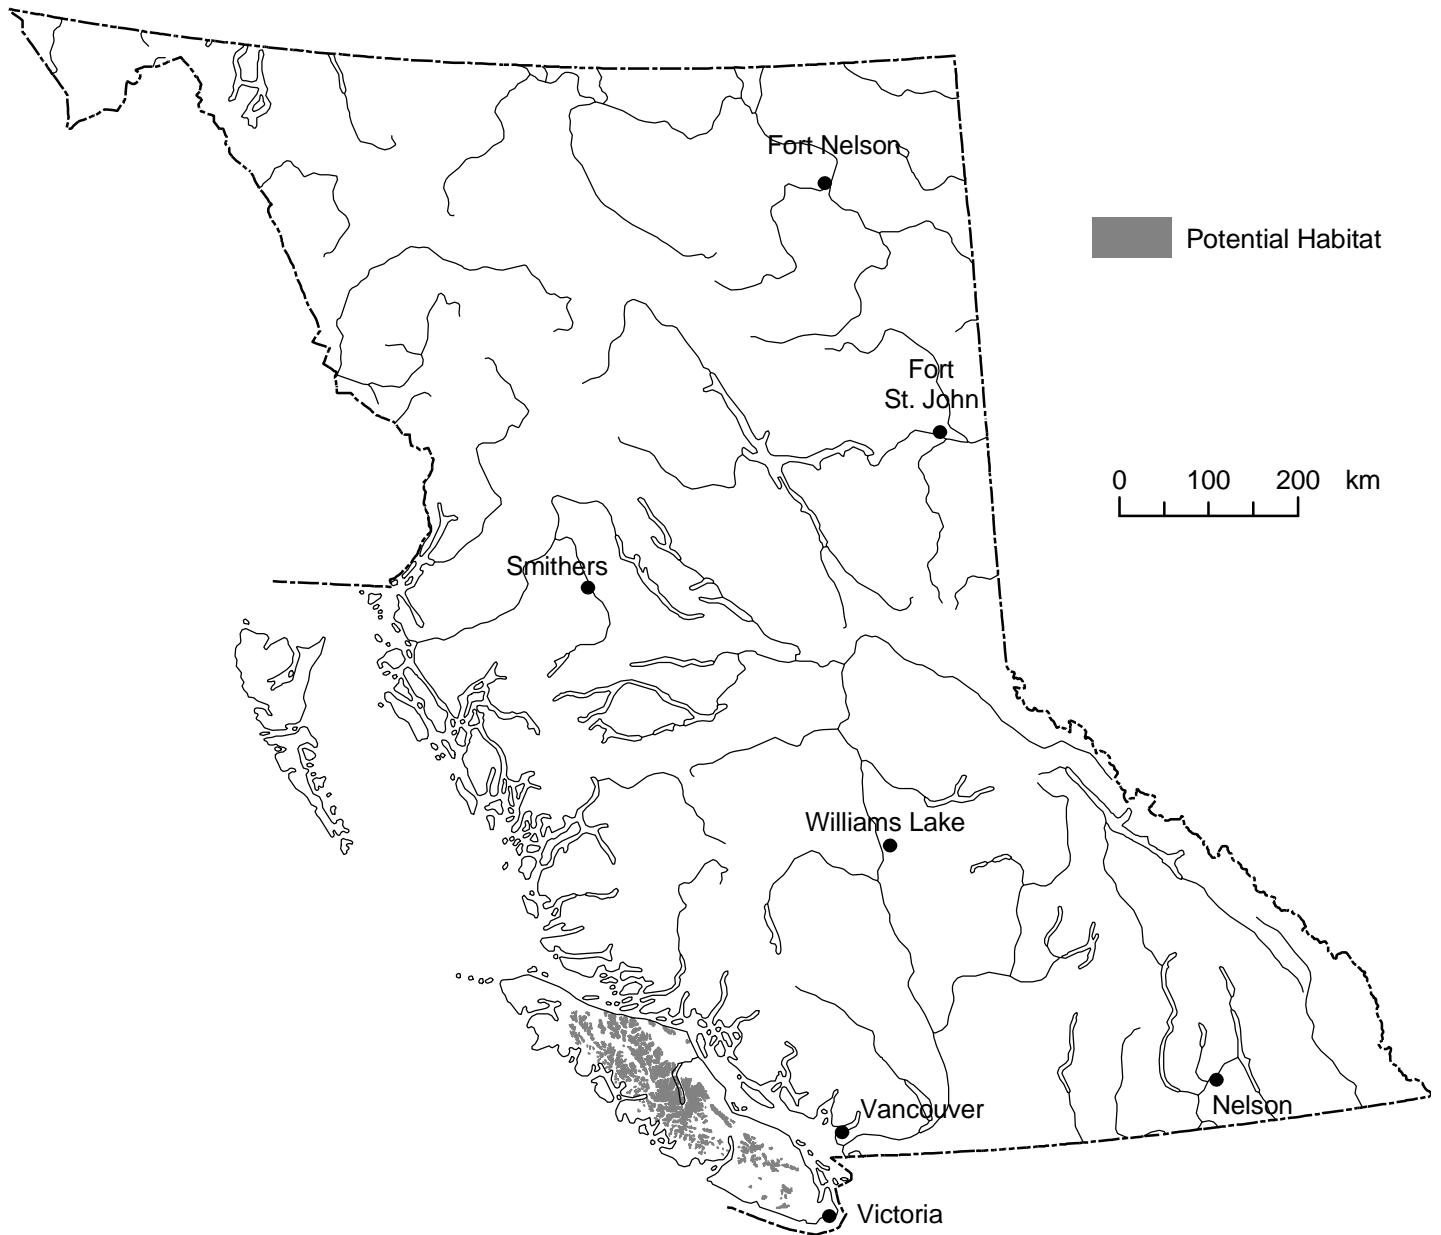 Fort Nelson
Potential Habitat
Fort
St. John
0 100 200 km
Smithers
Williams Lake
Vancouver
Nelson
Victoria